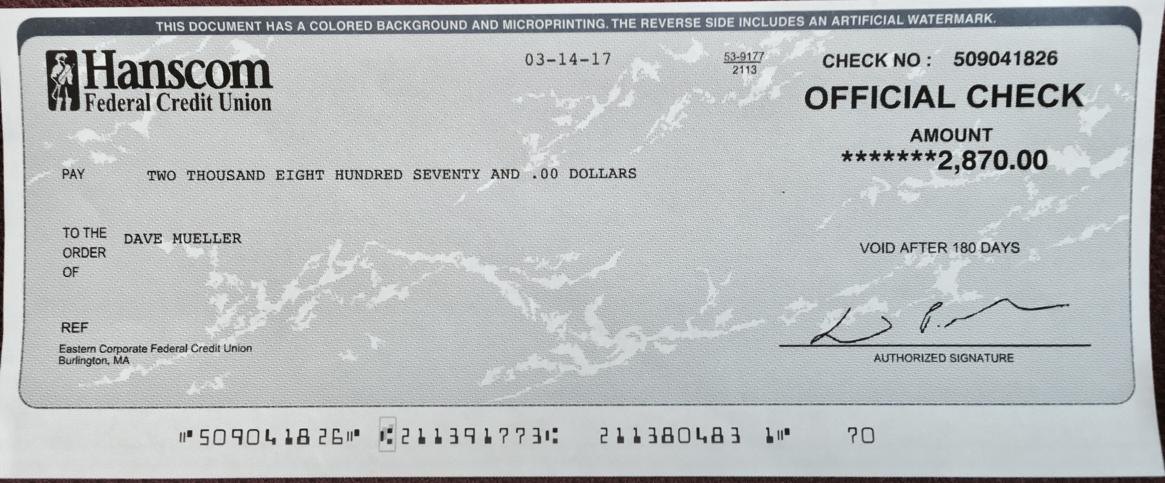 THIS DOCUMENT HAS A COLORED BACKGROUND AND MICROPRINTING. THE REVERSE SIDE INCLUDES AN ARTIFICIAL WATERMARK.
Hanscom
Federal Credit Union
03-14-17
53-9177
2113
CHECK NO : 509041826
OFFICIAL CHECK
AMOUNT
*******2,870.00
PAY TWO THOUSAND EIGHT HUNDRED SEVENTY AND .00 DOLLARS
TO THE
ORDER
OF
DAVE MUELLER
VOID AFTER 180 DAYS
REF
Eastern Corporate Federal Credit Union
Burlington, MA
AUTHORIZED SIGNATURE
⑈509041826⑈ ⑆211391773⑆ 211380483 1⑈ 70